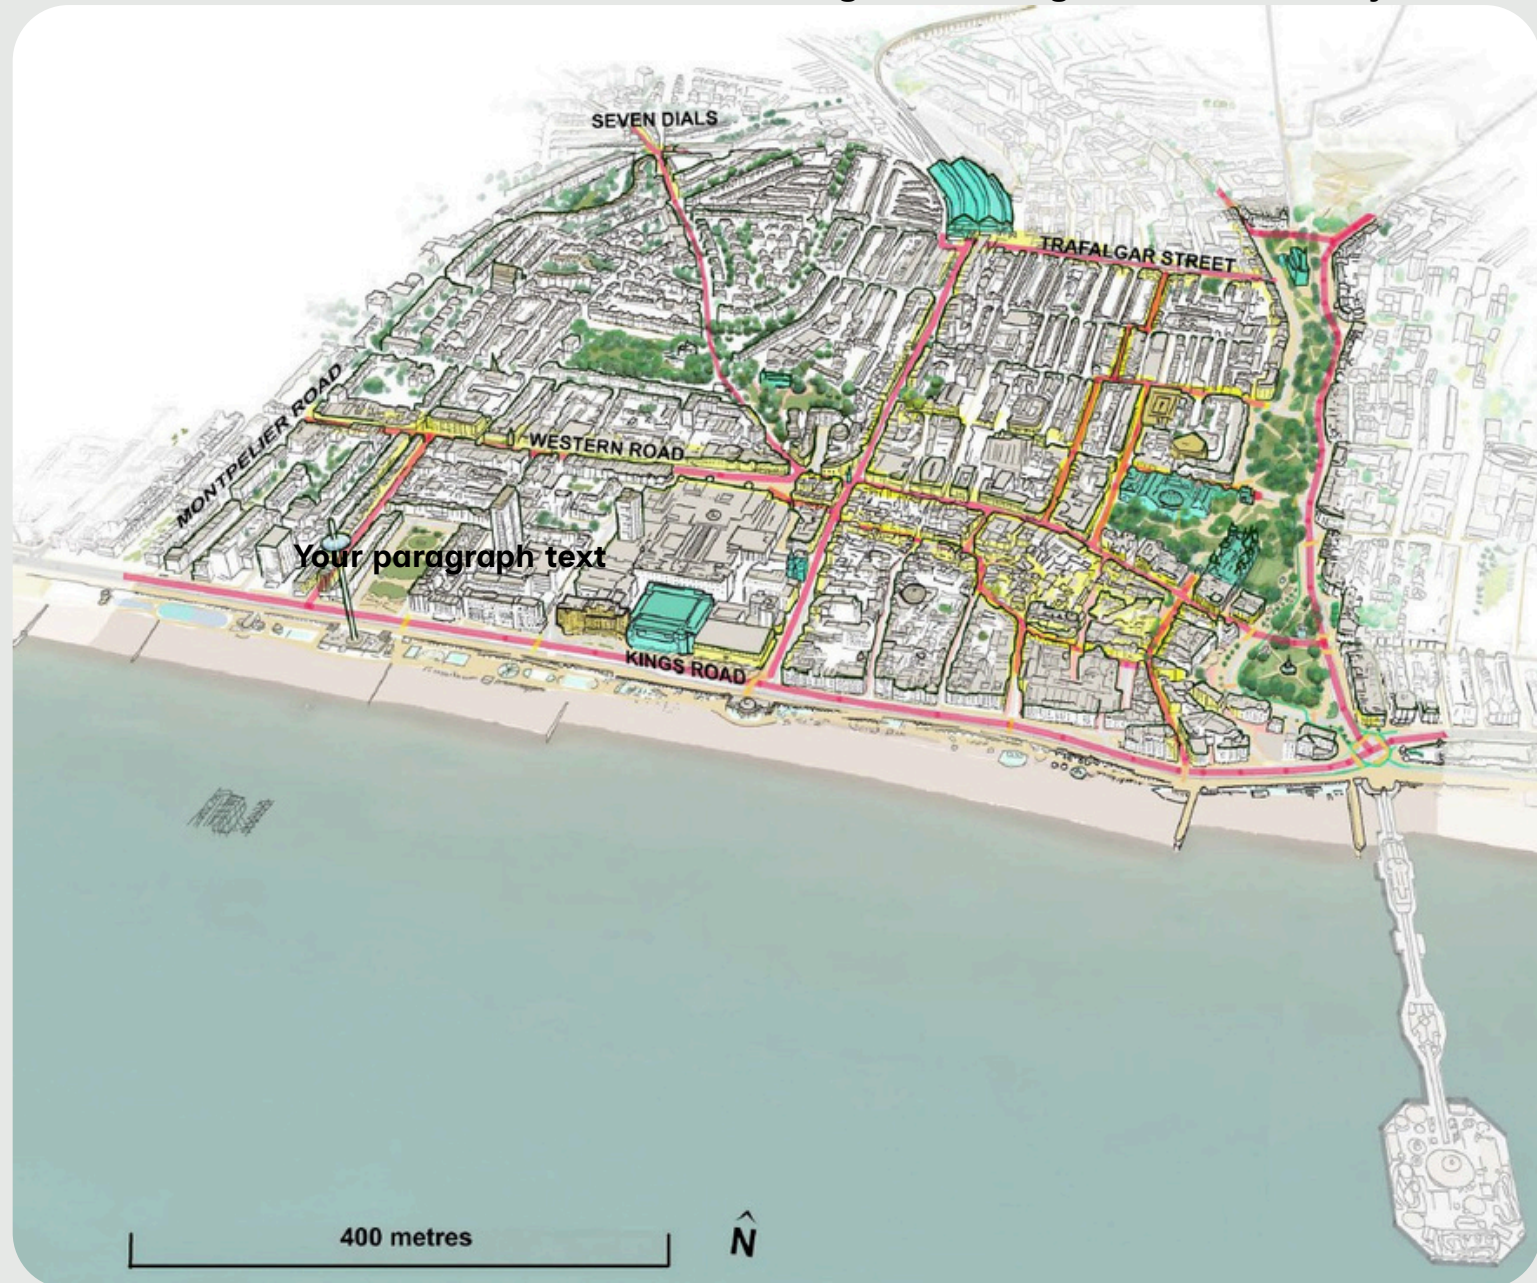 SEVEN DIALS
TRAFALGAR STREET
MONTPELIER ROAD
WESTERN ROAD
Your paragraph text
KINGS ROAD
400 metres
N